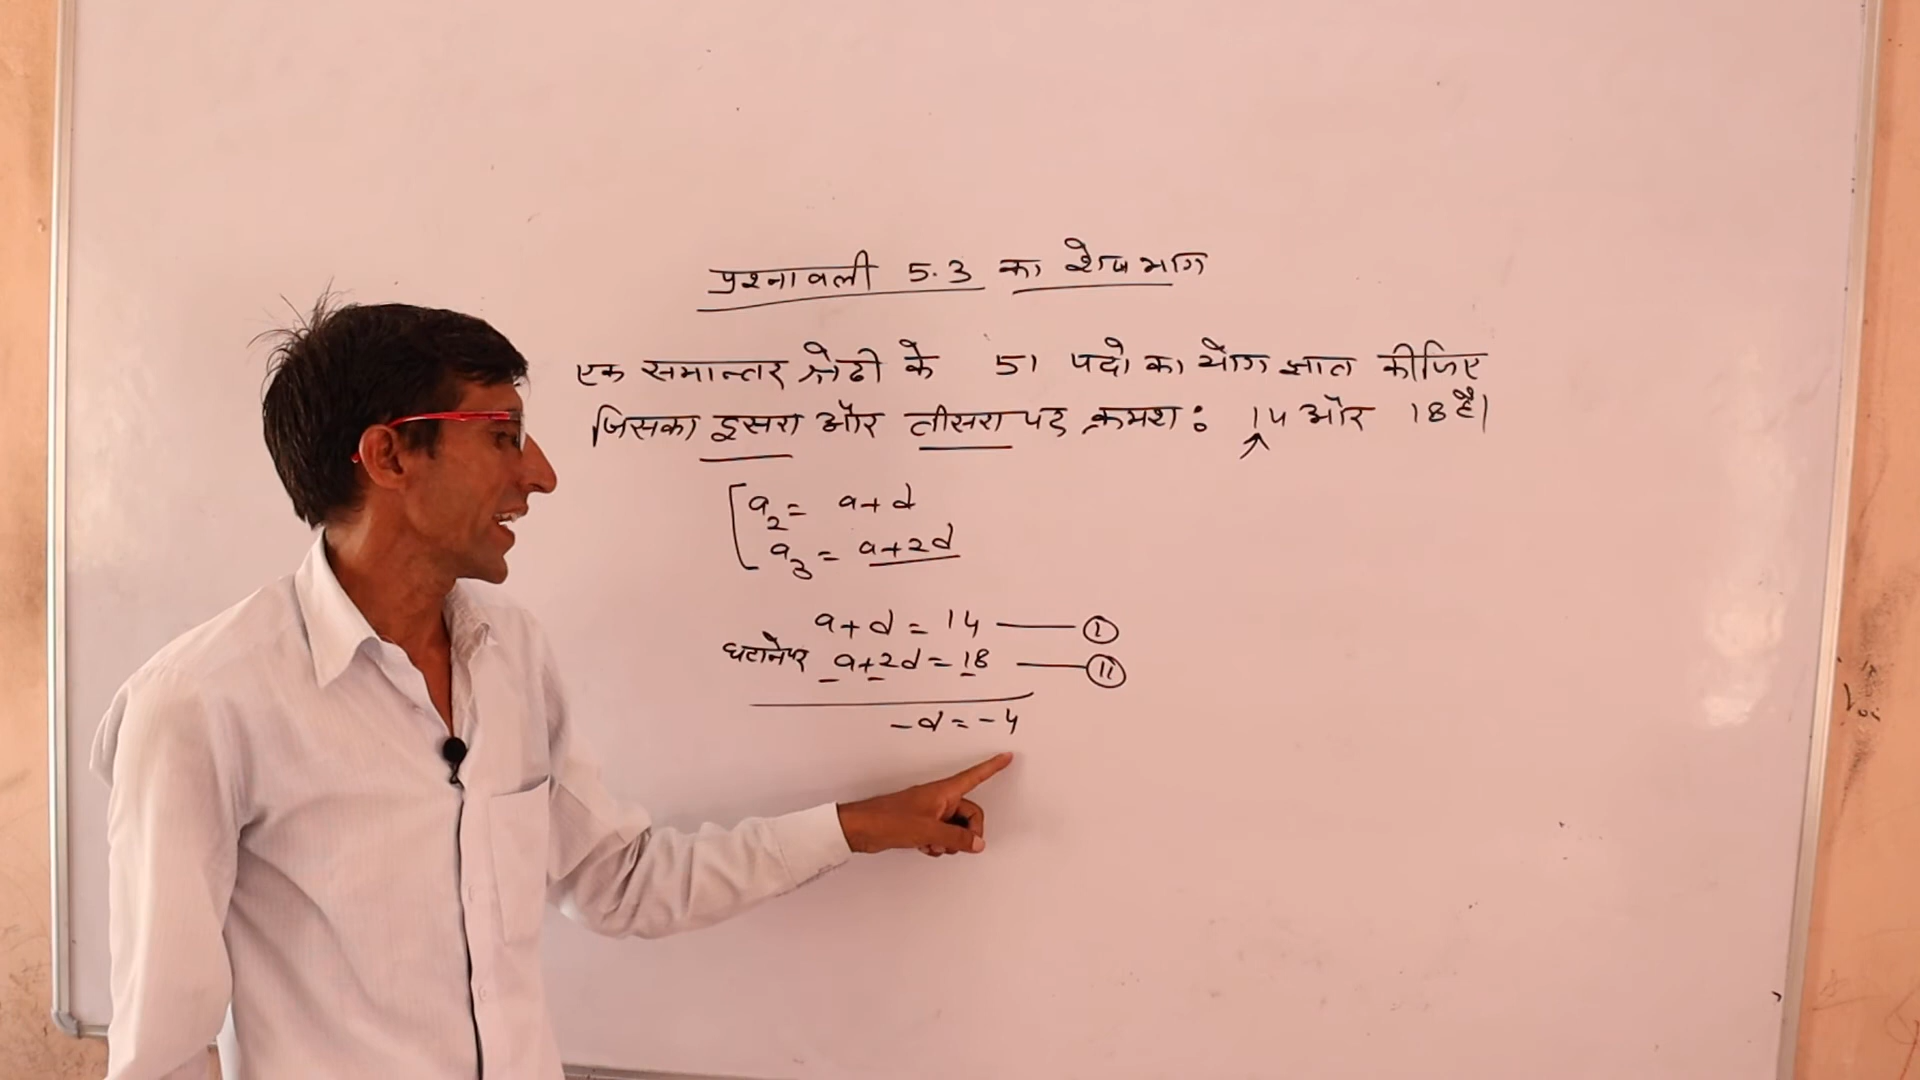 प्रश्नावली 5.3 का शेष भाग
एक समान्तर श्रेढी के 51 पदो का योग ज्ञात कीजिए
जिसका दूसरा और तीसरा पद क्रमश: 14 और 18 है।
a₂ = a+d
a₃ = a+2d
a+d = 14 —— (I)
घटानेपर a+2d = 18 —— (II)
-d = -4